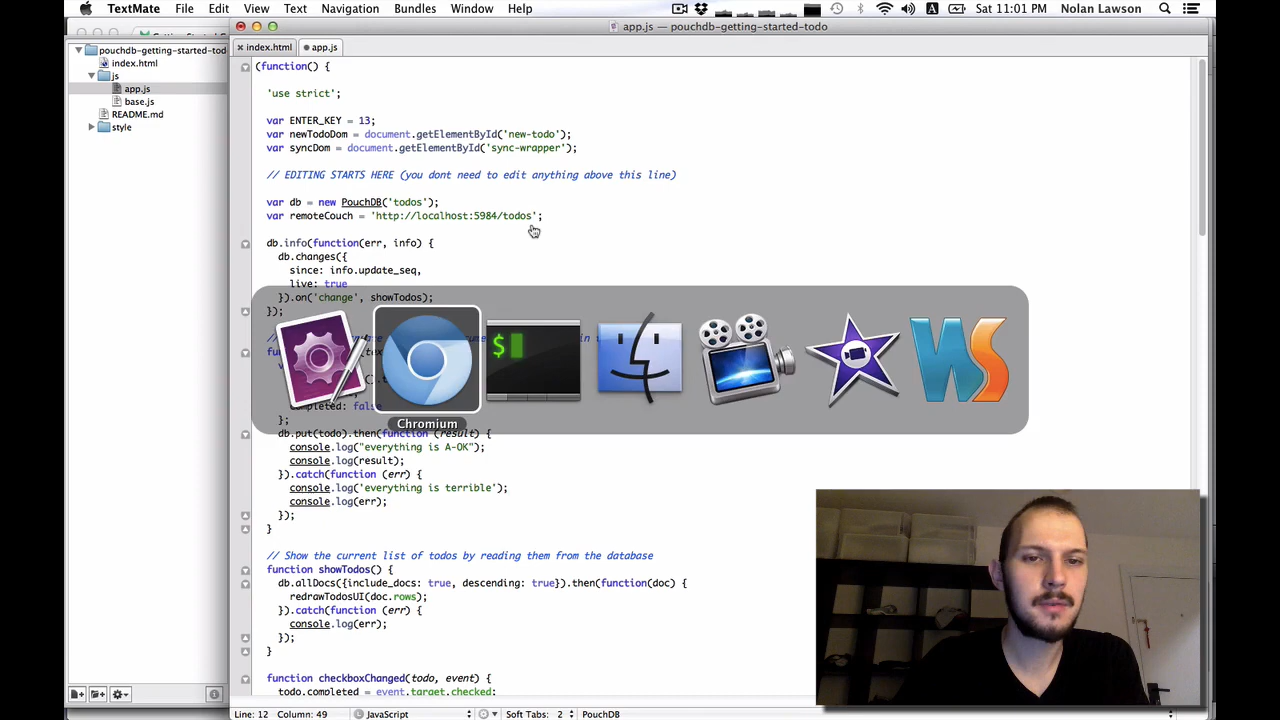 TextMate File Edit View Text Navigation Bundles Window Help
A Sat 11:01 PM Nolan Lawson
app.js — pouchdb-getting-started-todo
pouchdb-getting-started-todo
index.html
js
app.js
base.js
README.md
style
index.html
app.js
(function() {
'use strict';
var ENTER_KEY = 13;
var newTodoDom = document.getElementById('new-todo');
var syncDom = document.getElementById('sync-wrapper');
// EDITING STARTS HERE (you dont need to edit anything above this line)
var db = new PouchDB('todos');
var remoteCouch = 'http://localhost:5984/todos';
db.info(function(err, info) {
db.changes({
since: info.update_seq,
live: true
}).on('change', showTodos);
});
completed: false
};
db.put(todo).then(function (result) {
console.log("everything is A-OK");
console.log(result);
}).catch(function (err) {
console.log('everything is terrible');
console.log(err);
});
}
// Show the current list of todos by reading them from the database
function showTodos() {
db.allDocs({include_docs: true, descending: true}).then(function(doc) {
redrawTodosUI(doc.rows);
}).catch(function (err) {
console.log(err);
});
}
function checkboxChanged(todo, event) {
todo.completed = event.target.checked;
$
WS
Chromium
Line: 12 Column: 49 JavaScript Soft Tabs: 2 PouchDB